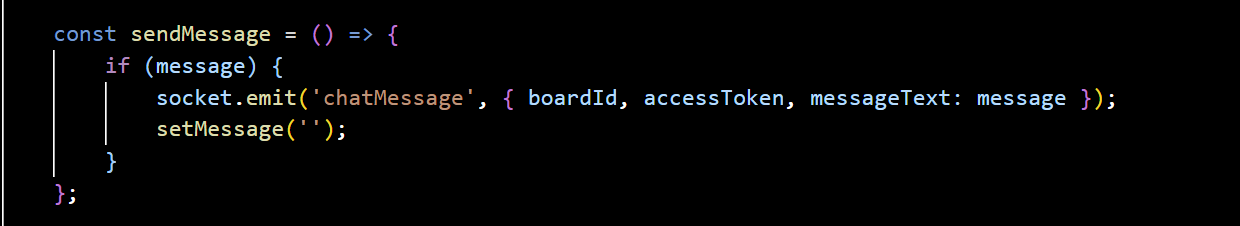 const sendMessage = () => {
if (message) {
socket.emit('chatMessage', { boardId, accessToken, messageText: message });
setMessage('');
}
};